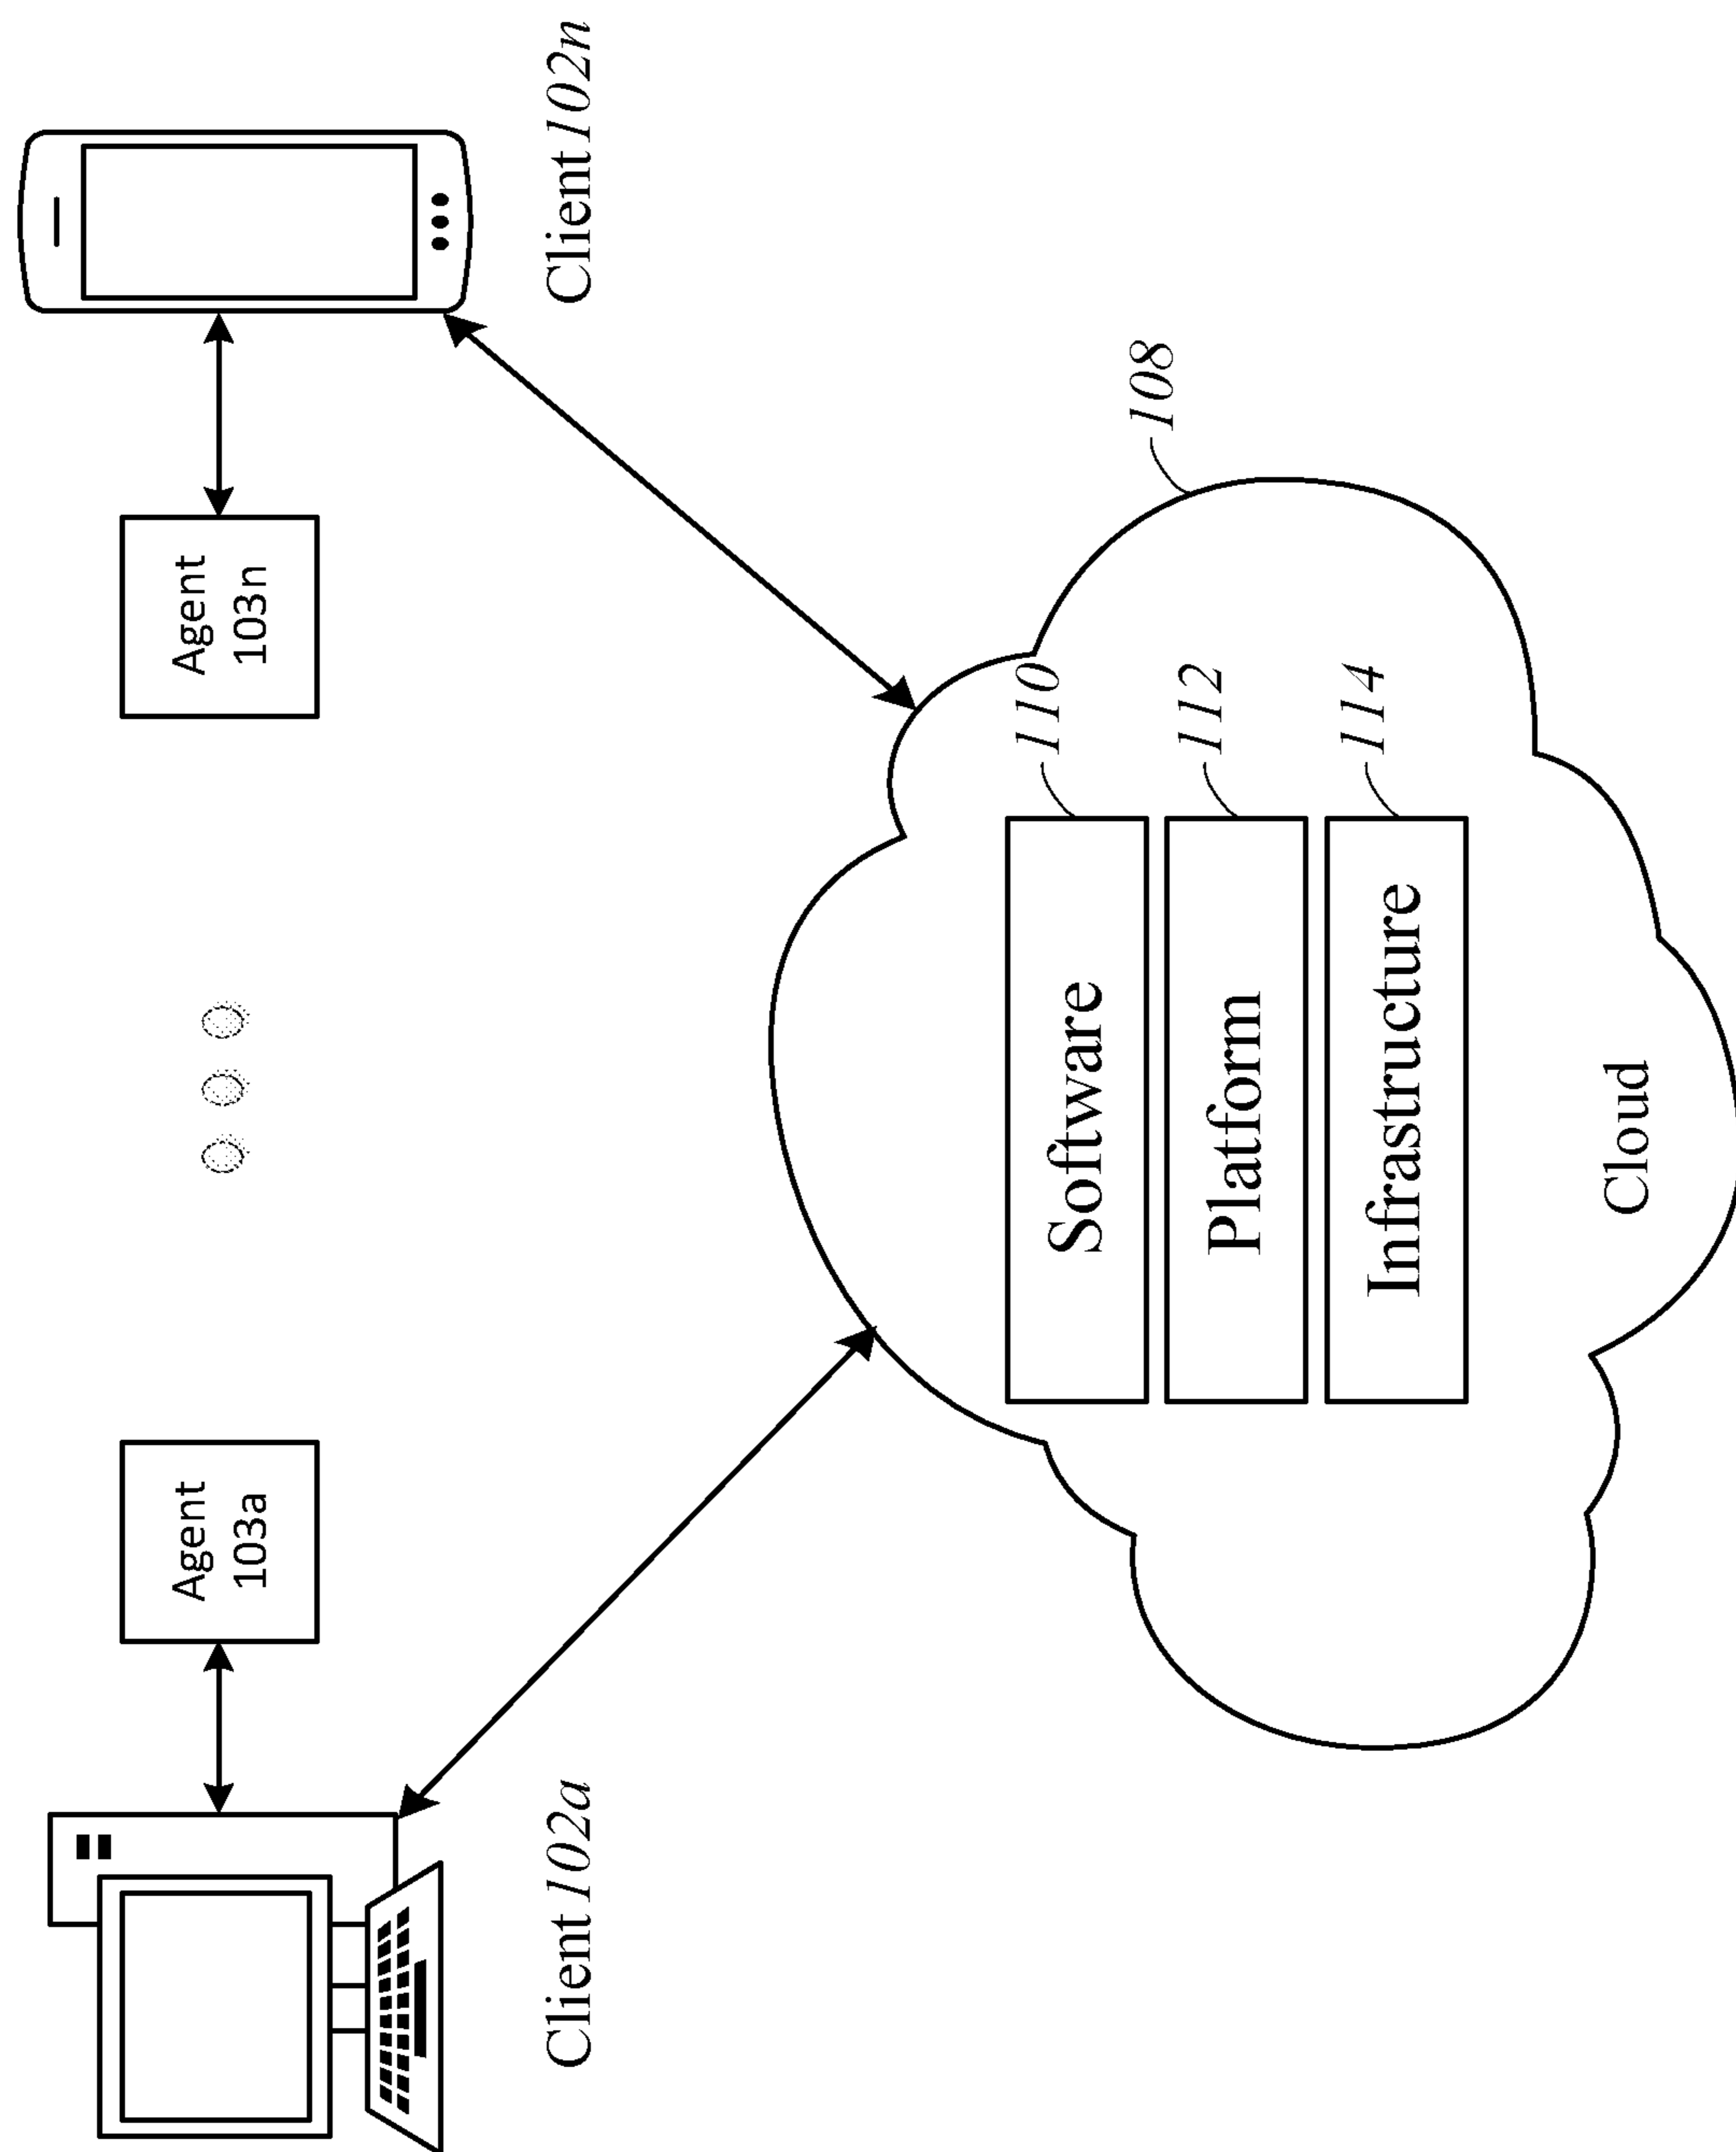 Agent
103a
Agent
103n
Client 102a
Client 102n
108
110
Software
112
Platform
114
Infrastructure
Cloud